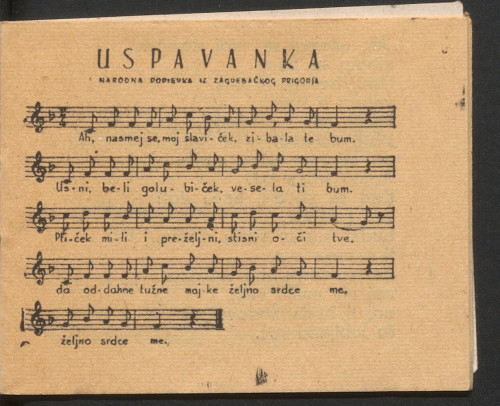 USPAVANKA
NARODNA POPIEVKA IZ ZAGREBAČKOG PRIGORJA
Ah, nasmej se, moj slavi-ček, zi-ba-la te bum.
Us-ni, be-li golu-bi-ček, ve-se-la ti bum.
Ptiček mi-li i pre-želj-ni, stisni o-či tve,
da od-dahne tužne maj-ke željno srdce me,
željno srdce me,